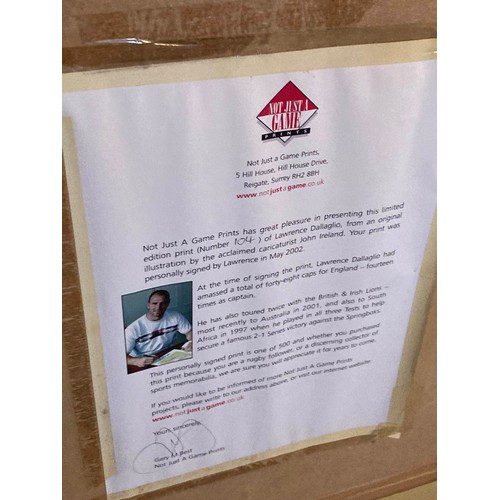 NOT JUST A
GAME
PRINTS
Not Just a Game Prints,
5 Hill House, Hill House Drive,
Reigate, Surrey RH2 8BH
www.notjustagame.co.uk
Not Just A Game Prints has great pleasure in presenting this limited
edition print (Number 104 ) of Lawrence Dallaglio, from an original
illustration by the acclaimed caricaturist John Ireland. Your print was
personally signed by Lawrence in May 2002.
At the time of signing the print, Lawrence Dallaglio had
amassed a total of forty-eight caps for England – fourteen
times as captain.
He has also toured twice with the British & Irish Lions –
most recently to Australia in 2001, and also to South
Africa in 1997 when he played in all three Tests to help
secure a famous 2-1 Series victory against the Springboks.
This personally signed print is one of 500 and whether you purchased
this print because you are a rugby follower, or a discerning collector of
sports memorabilia, we are sure you will appreciate it for years to come.
If you would like to be informed of more Not Just A Game Prints
projects, please write to our address above, or visit our internet website:
www.notjustagame.co.uk
Yours sincerely
Gary M Best
Not Just A Game Prints